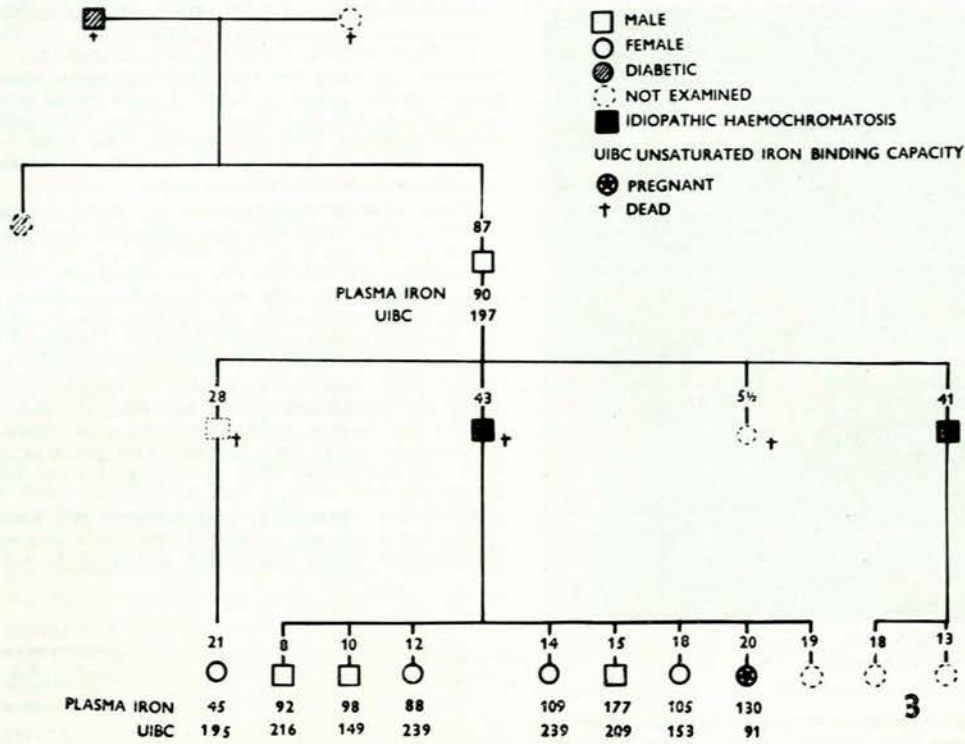 MALE
FEMALE
DIABETIC
NOT EXAMINED
IDIOPATHIC HAEMOCHROMATOSIS
UIBC UNSATURATED IRON BINDING CAPACITY
PREGNANT
† DEAD
†
†
87
PLASMA IRON 90
UIBC 197
28 43 5½ 41
† † †
21 8 10 12 14 15 18 20 19 18 13
PLASMA IRON 45 92 98 88 109 177 105 130
UIBC 195 216 149 239 239 209 153 91
3